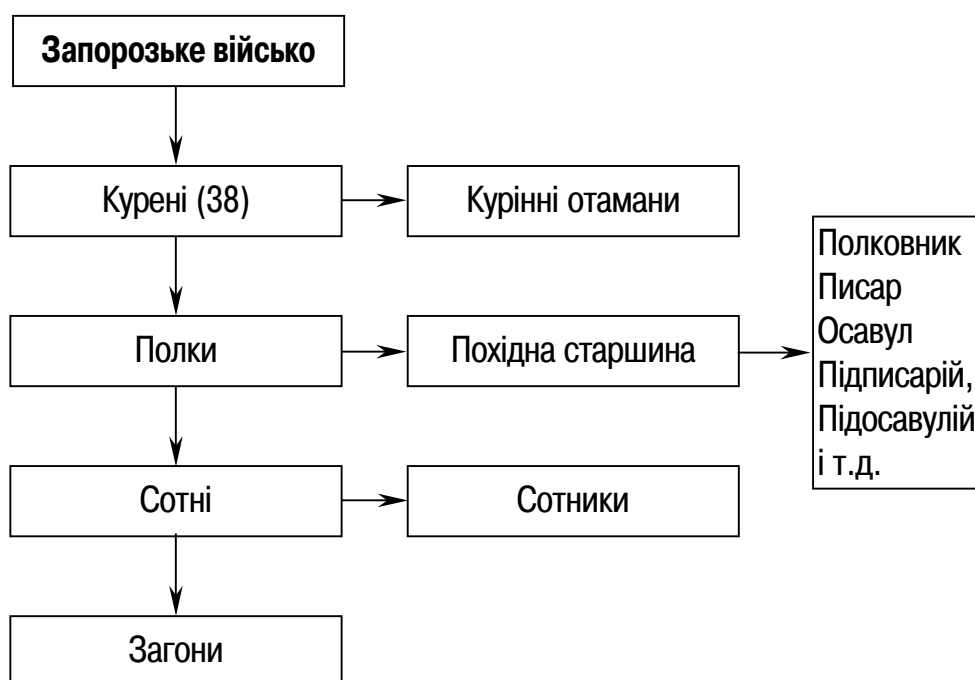 Запорозьке військо
Курені (38)
Курінні отамани
Полки
Похідна старшина
Полковник
Писар
Осавул
Підписарій,
Підосавулій
і т.д.
Сотні
Сотники
Загони